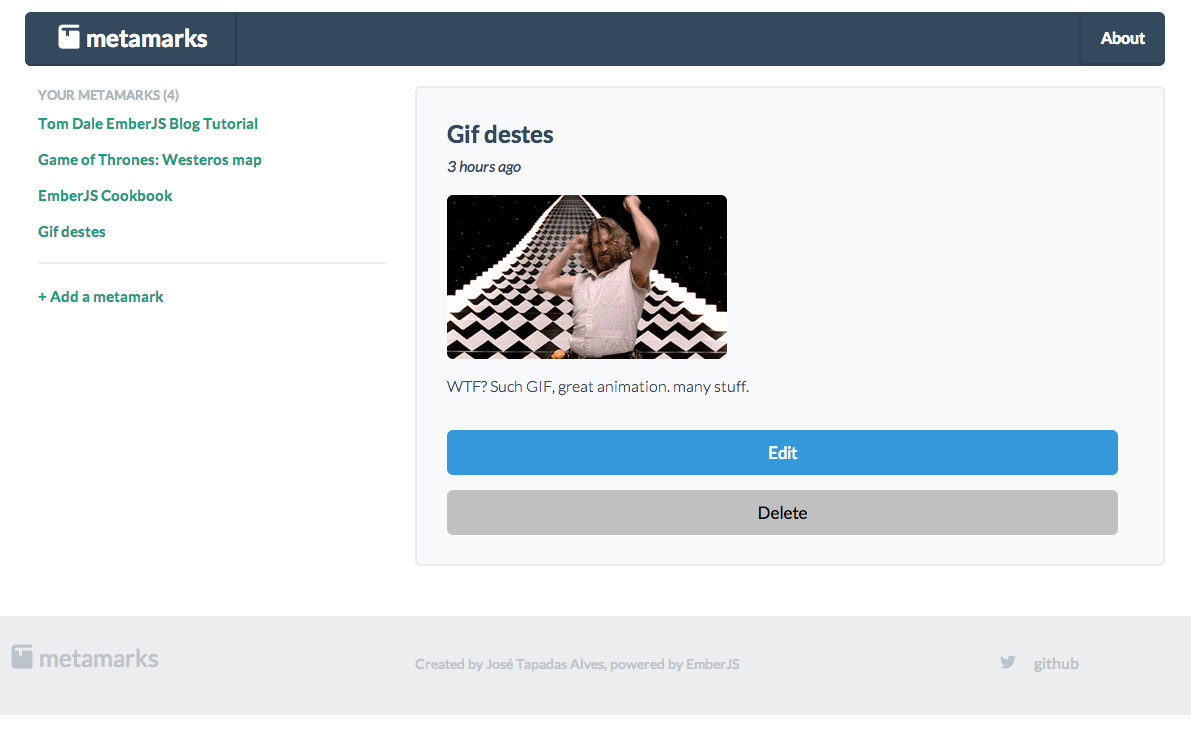 metamarks
About
YOUR METAMARKS (4)
Tom Dale EmberJS Blog Tutorial
Game of Thrones: Westeros map
EmberJS Cookbook
Gif destes
+ Add a metamark
Gif destes
3 hours ago
WTF? Such GIF, great animation. many stuff.
Edit
Delete
metamarks
Created by José Tapadas Alves, powered by EmberJS
github